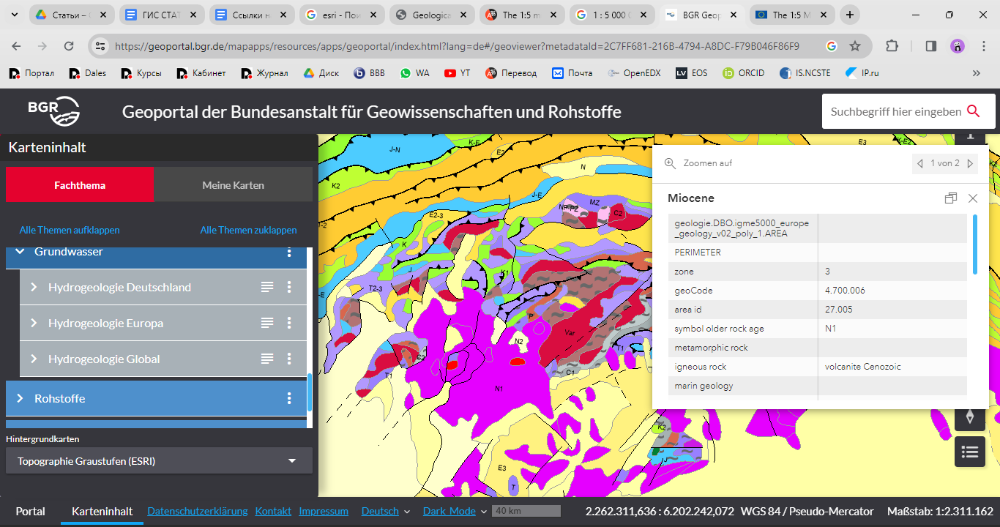 Статьи – 
ГИС СТАТ
Ссылки н
esri - Пои
Geologica
The 1:5 m
1 : 5 000 0
BGR Geop
The 1:5 M
https://geoportal.bgr.de/mapapps/resources/apps/geoportal/index.html?lang=de#/geoviewer?metadataId=2C7FF681-216B-4794-A8DC-F79B046F86F9
Портал Dales Курсы Кабинет Журнал Диск BBB WA YT Перевод Почта OpenEDX EOS ORCID IS.NCSTE IP.ru
BGR
Geoportal der Bundesanstalt für Geowissenschaften und Rohstoffe
Suchbegriff hier eingeben
Karteninhalt
Fachthema
Meine Karten
Alle Themen aufklappen
Alle Themen zuklappen
Grundwasser
Hydrogeologie Deutschland
Hydrogeologie Europa
Hydrogeologie Global
Rohstoffe
Hintergrundkarten
Topographie Graustufen (ESRI)
K-E
J-N
E2
K2
N
J-E
E3
K-E2
MZ
NP-PZ
C2
E2-3
K
J
K1
T2-3
P
Var
N2
C2
T1
C1
T1
N1
K2
J
E3
T
Zoomen auf
1 von 2
Miocene
geologie.DBO.igme5000_europe
_geology_v02_poly_1.AREA
PERIMETER
zone 3
geoCode 4.700.006
area id 27.005
symbol older rock age N1
metamorphic rock
igneous rock volcanite Cenozoic
marin geology
Portal Karteninhalt Datenschutzerklärung Kontakt Impressum Deutsch Dark Mode 40 km 2.262.311,636 : 6.202.242,072 WGS 84 / Pseudo-Mercator Maßstab: 1:2.311.162